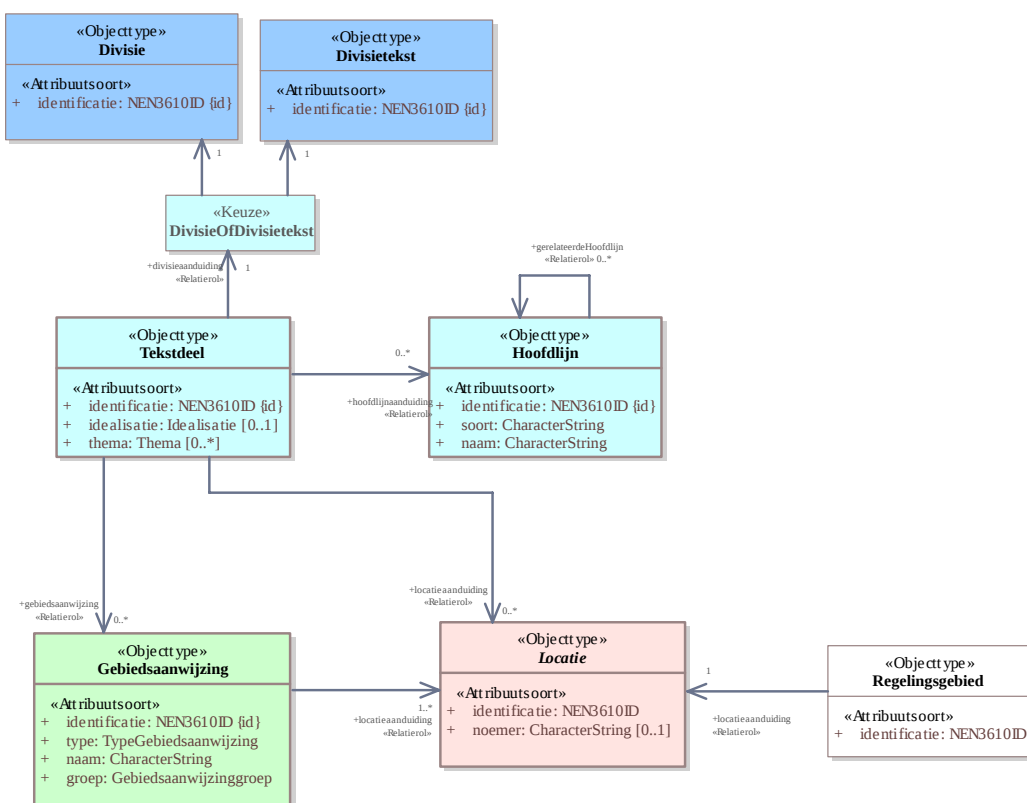 «Objecttype»
Divisie
«Attribuutsoort»
+ identificatie: NEN3610ID {id}
«Objecttype»
Divisietekst
«Attribuutsoort»
+ identificatie: NEN3610ID {id}
1
1
«Keuze»
DivisieOfDivisietekst
+divisieaanduiding
«Relatierol»
1
+gerelateerdeHoofdlijn
«Relatierol» 0..*
«Objecttype»
Tekstdeel
«Attribuutsoort»
+ identificatie: NEN3610ID {id}
+ idealisatie: Idealisatie [0..1]
+ thema: Thema [0..*]
0..*
+hoofdlijnaanduiding
«Relatierol»
«Objecttype»
Hoofdlijn
«Attribuutsoort»
+ identificatie: NEN3610ID {id}
+ soort: CharacterString
+ naam: CharacterString
+gebiedsaanwijzing
«Relatierol»
0..*
+locatieaanduiding
«Relatierol»
0..*
«Objecttype»
Gebiedsaanwijzing
«Attribuutsoort»
+ identificatie: NEN3610ID {id}
+ type: TypeGebiedsaanwijzing
+ naam: CharacterString
+ groep: Gebiedsaanwijzinggroep
1..*
+locatieaanduiding
«Relatierol»
«Objecttype»
Locatie
«Attribuutsoort»
+ identificatie: NEN3610ID
+ noemer: CharacterString [0..1]
1
+locatieaanduiding
«Relatierol»
«Objecttype»
Regelingsgebied
«Attribuutsoort»
+ identificatie: NEN3610ID